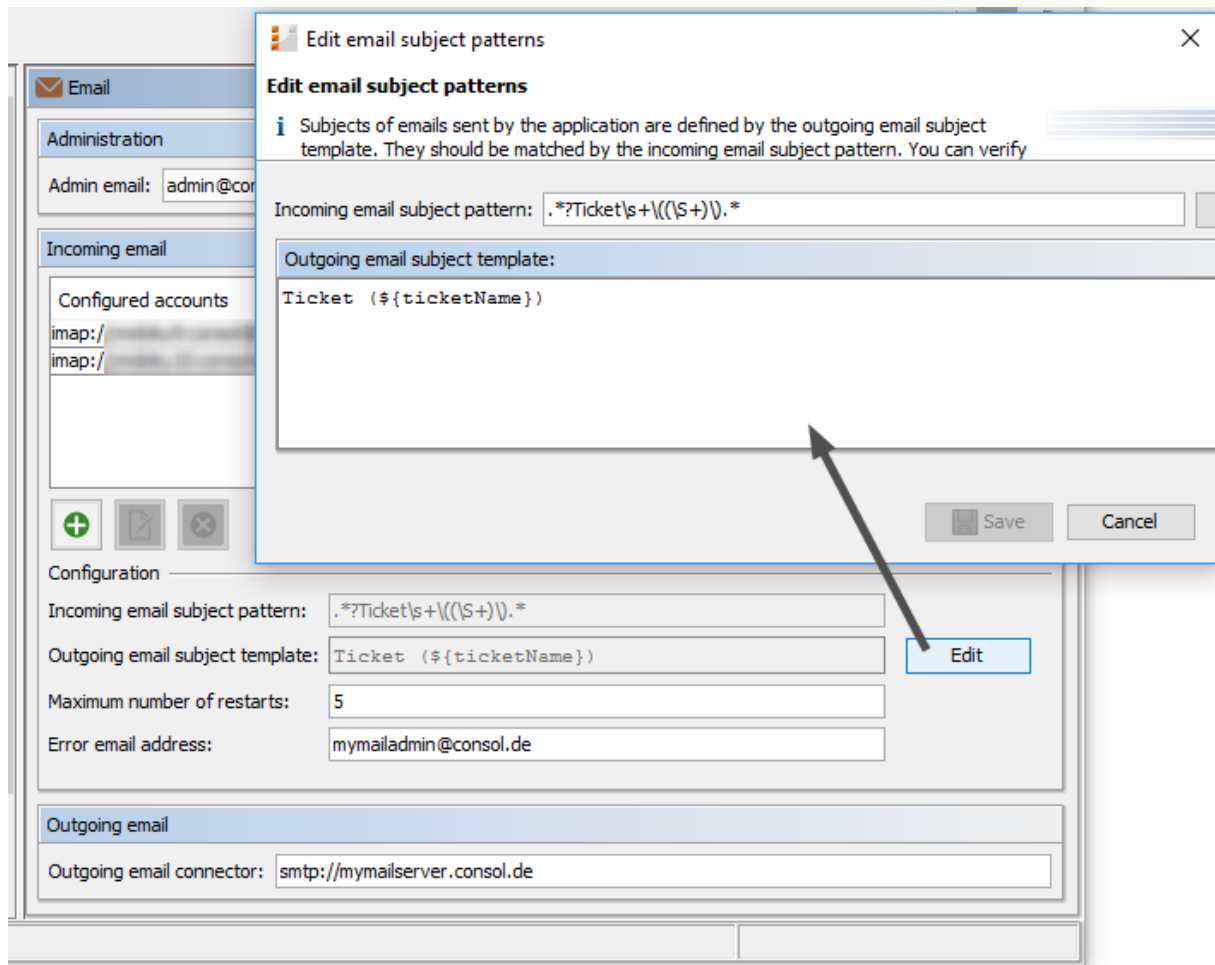 Edit email subject patterns
Edit email subject patterns
Subjects of emails sent by the application are defined by the outgoing email subject
template. They should be matched by the incoming email subject pattern. You can verify
Incoming email subject pattern: .*?Ticket\s+\((\S+)\).*
Outgoing email subject template:
Ticket (${ticketName})
Save
Cancel
Email
Administration
Admin email: admin@con
Incoming email
Configured accounts
imap:/
imap:/
Configuration
Incoming email subject pattern: .*?Ticket\s+\((\S+)\).*
Outgoing email subject template: Ticket (${ticketName})
Edit
Maximum number of restarts: 5
Error email address: mymailadmin@consol.de
Outgoing email
Outgoing email connector: smtp://mymailserver.consol.de